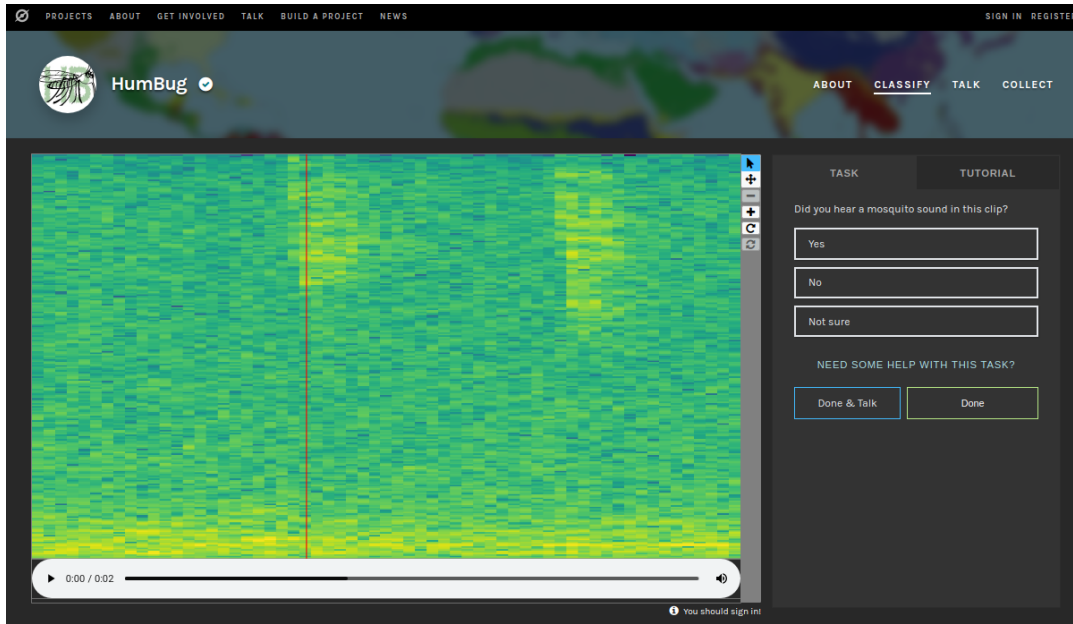 PROJECTS ABOUT GET INVOLVED TALK BUILD A PROJECT NEWS SIGN IN REGISTER
HumBug
ABOUT CLASSIFY TALK COLLECT
TASK TUTORIAL
Did you hear a mosquito sound in this clip?
Yes
No
Not sure
NEED SOME HELP WITH THIS TASK?
Done & Talk Done
0:00 / 0:02
You should sign in!